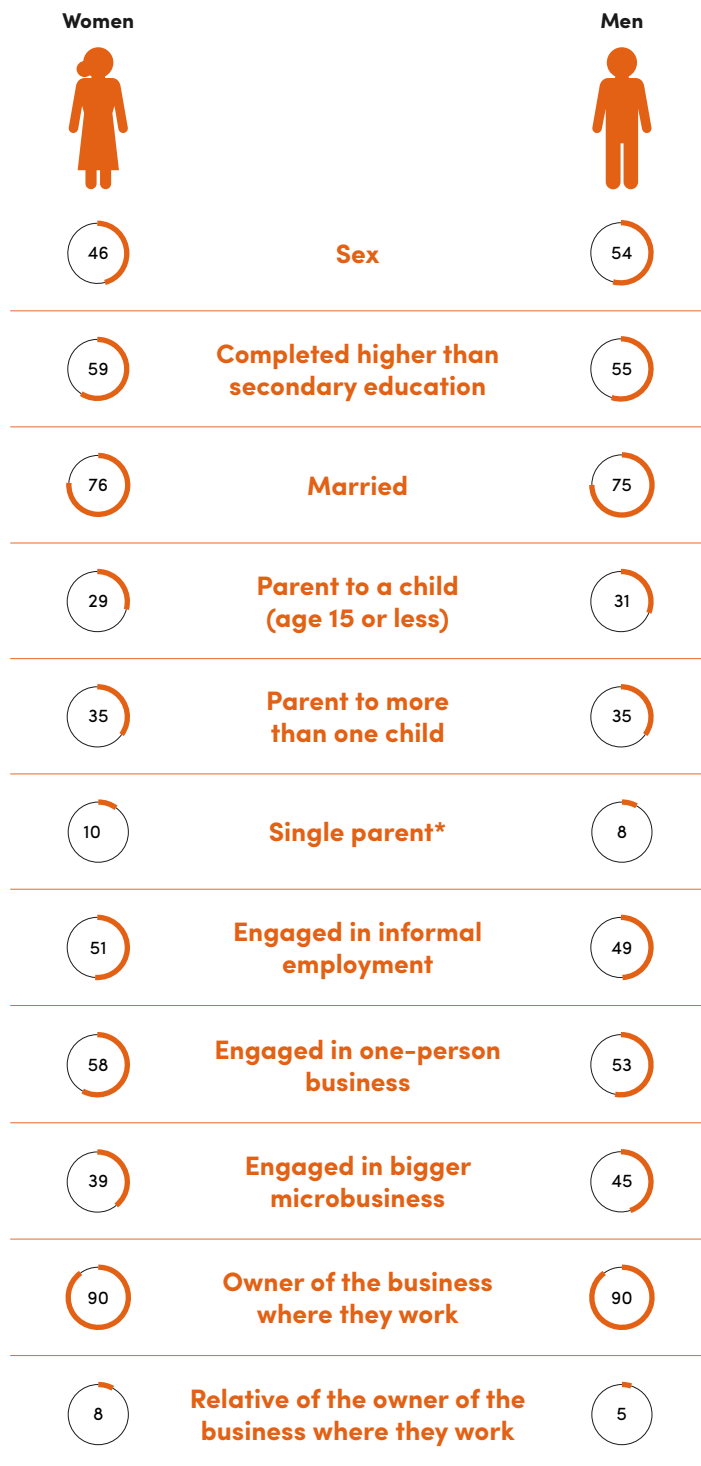 Women
Men
46
Sex
54
59
Completed higher than
secondary education
55
76
Married
75
29
Parent to a child
(age 15 or less)
31
35
Parent to more
than one child
35
10
Single parent*
8
51
Engaged in informal
employment
49
58
Engaged in one-person
business
53
39
Engaged in bigger
microbusiness
45
90
Owner of the business
where they work
90
8
Relative of the owner of the
business where they work
5